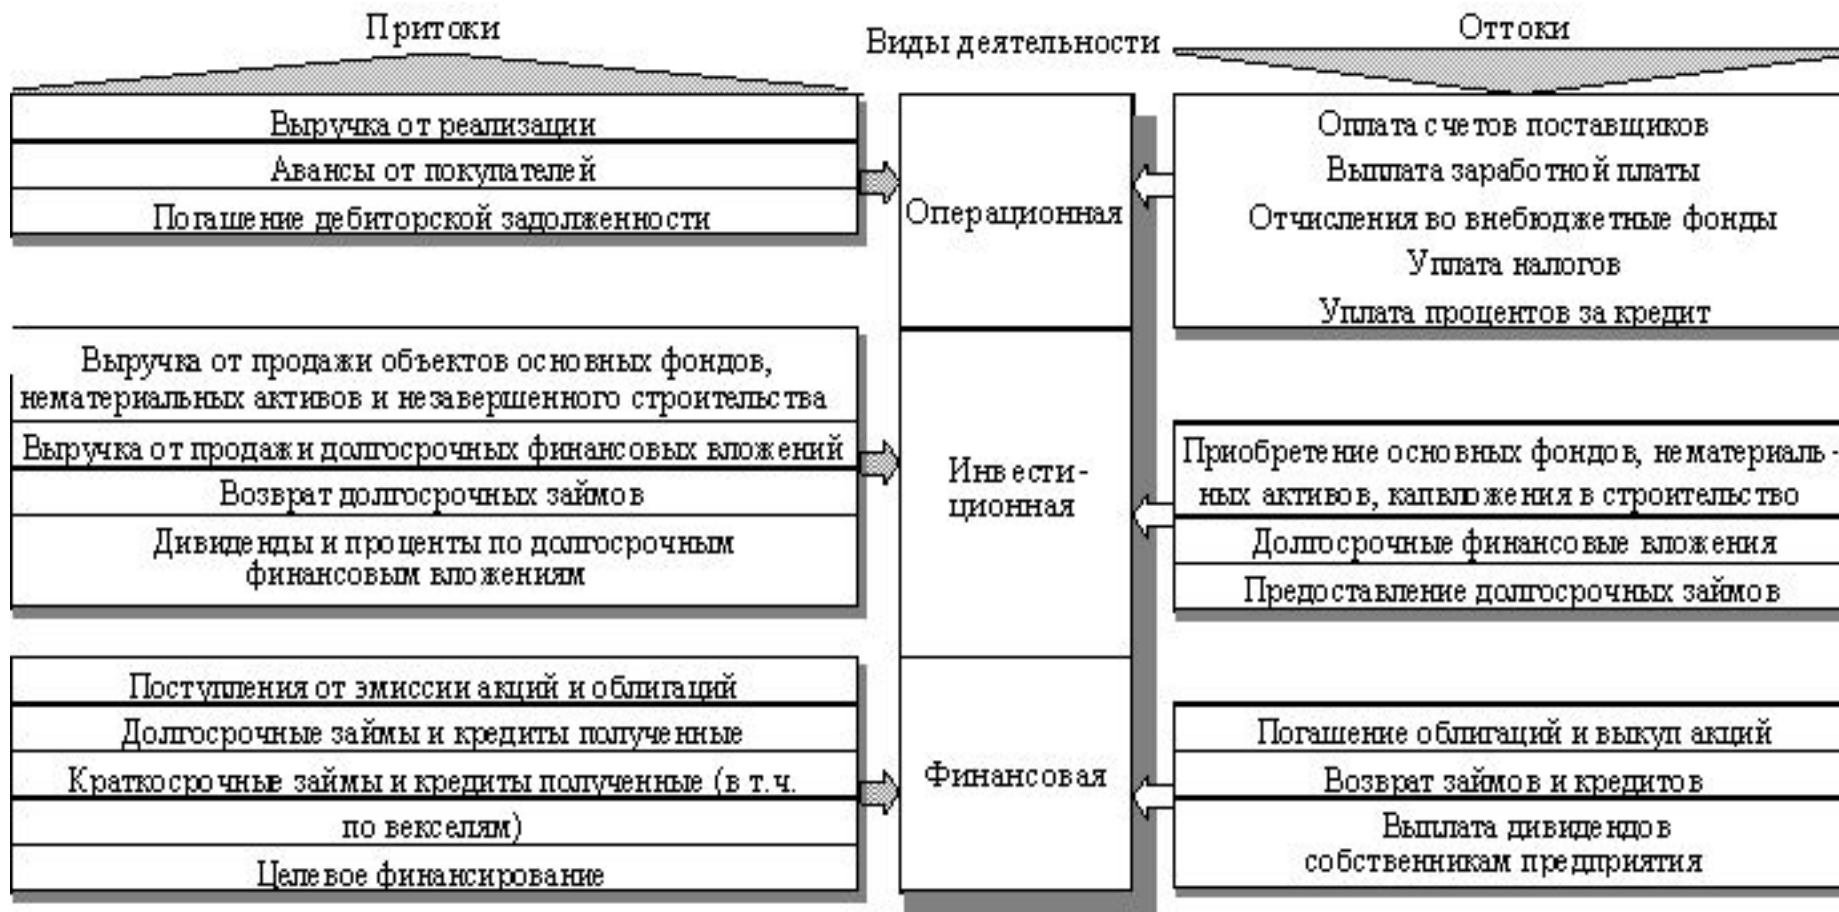 Притоки
Виды деятельности
Оттоки
Выручка от реализации
Авансы от покупателей
Погашение дебиторской задолженности
Операционная
Оплата счетов поставщиков
Выплата заработной платы
Отчисления во внебюджетные фонды
Уплата налогов
Уплата процентов за кредит
Выручка от продажи объектов основных фондов,
нематериальных активов и незавершенного строительства
Выручка от продажи долгосрочных финансовых вложений
Возврат долгосрочных займов
Дивиденды и проценты по долгосрочным
финансовым вложениям
Инвести-
ционная
Приобретение основных фондов, нематериаль-
ных активов, капвложения в строительство
Долгосрочные финансовые вложения
Предоставление долгосрочных займов
Поступления от эмиссии акций и облигаций
Долгосрочные займы и кредиты полученные
Краткосрочные займы и кредиты полученные (в т.ч.
по векселям)
Целевое финансирование
Финансовая
Погашение облигаций и выкуп акций
Возврат займов и кредитов
Выплата дивидендов
собственникам предприятия